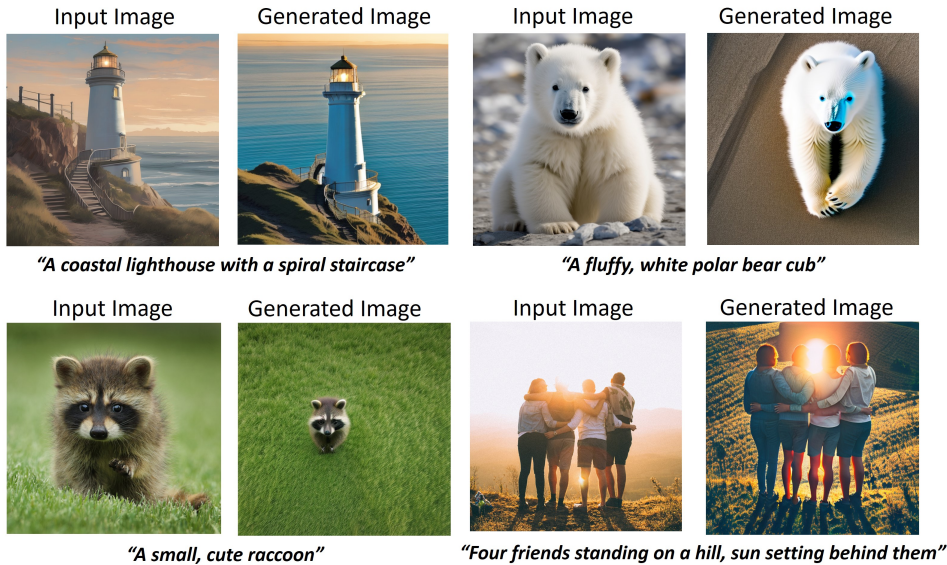 Input Image
Generated Image
Input Image
Generated Image
“A coastal lighthouse with a spiral staircase”
“A fluffy, white polar bear cub”
Input Image
Generated Image
Input Image
Generated Image
“A small, cute raccoon”
“Four friends standing on a hill, sun setting behind them”